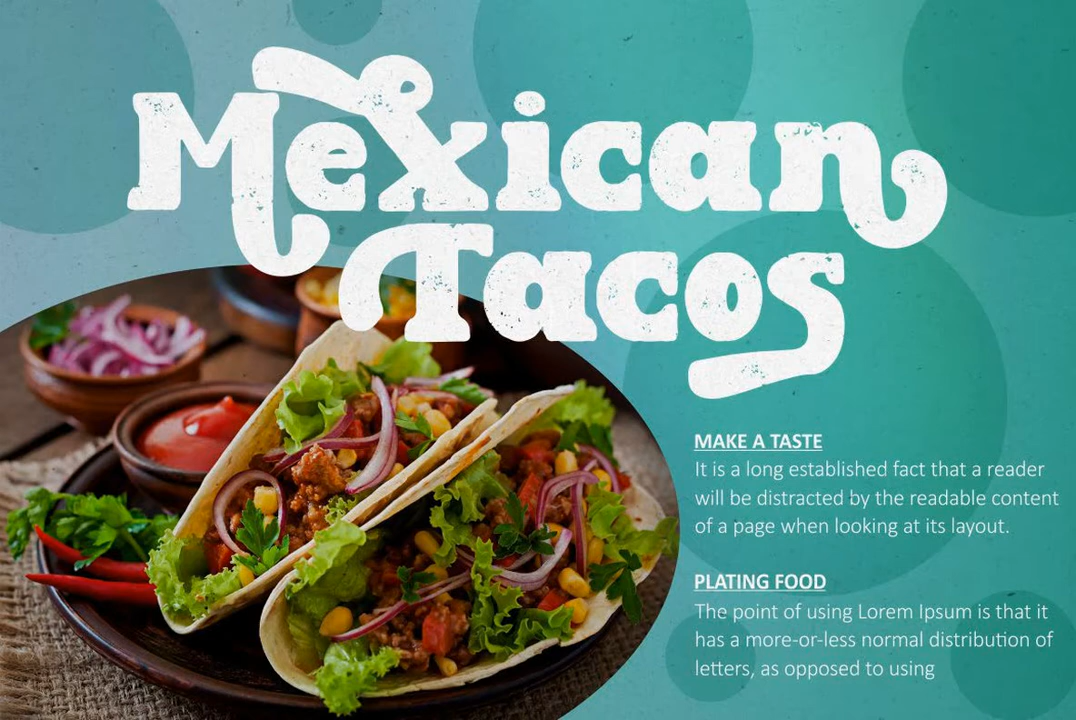 Mexican
Tacos
MAKE A TASTE
It is a long established fact that a reader
will be distracted by the readable content
of a page when looking at its layout.
PLATING FOOD
The point of using Lorem Ipsum is that it
has a more-or-less normal distribution of
letters, as opposed to using